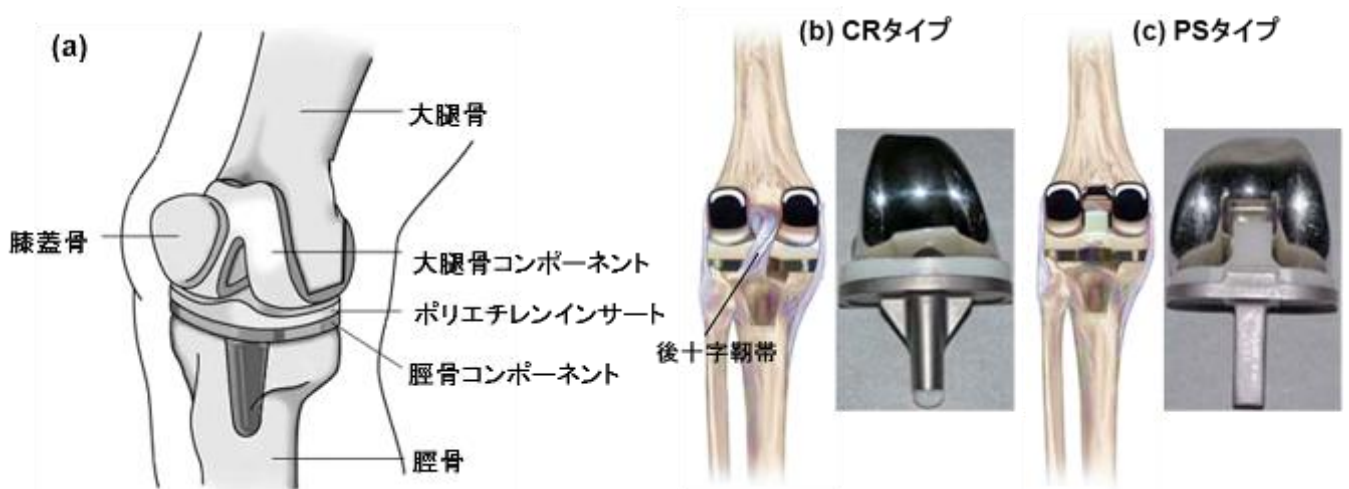 (a)
大腿骨
膝蓋骨
大腿骨コンポーネント
ポリエチレンインサート
脛骨コンポーネント
脛骨
(b) CRタイプ
後十字靭帯
(c) PSタイプ